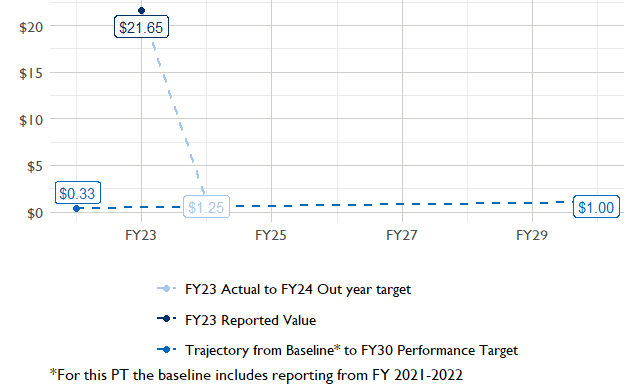 $20
$21.65
$15
$10
$5
$0.33
$0
$1.25
$1.00
FY23 FY25 FY27 FY29
FY23 Actual to FY24 Out year target
FY23 Reported Value
Trajectory from Baseline* to FY30 Performance Target
*For this PT the baseline includes reporting from FY 2021-2022